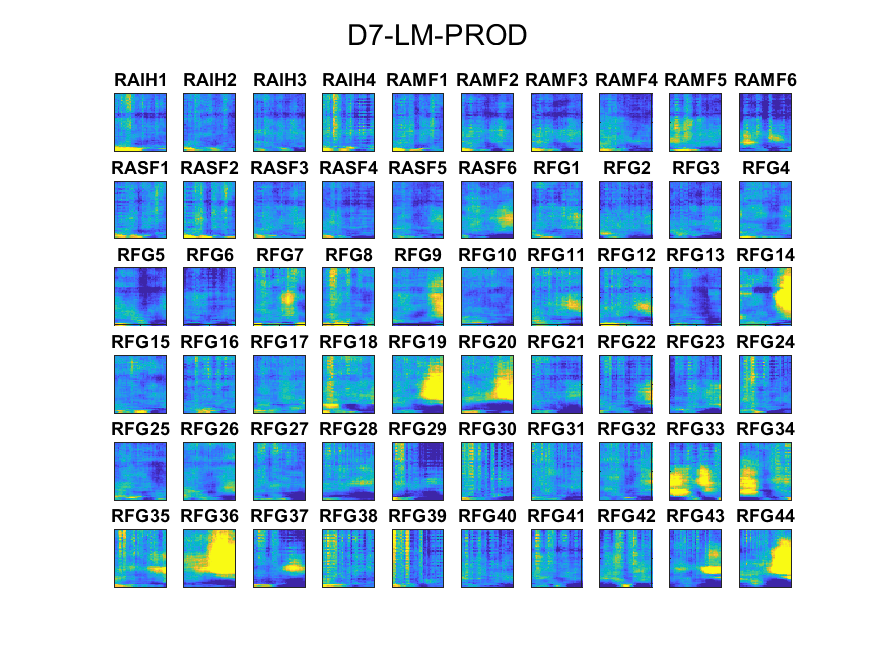 D7-LM-PROD
RAIH1 RAIH2 RAIH3 RAIH4 RAMF1 RAMF2 RAMF3 RAMF4 RAMF5 RAMF6
RASF1 RASF2 RASF3 RASF4 RASF5 RASF6 RFG1 RFG2 RFG3 RFG4
RFG5 RFG6 RFG7 RFG8 RFG9 RFG10 RFG11 RFG12 RFG13 RFG14
RFG15 RFG16 RFG17 RFG18 RFG19 RFG20 RFG21 RFG22 RFG23 RFG24
RFG25 RFG26 RFG27 RFG28 RFG29 RFG30 RFG31 RFG32 RFG33 RFG34
RFG35 RFG36 RFG37 RFG38 RFG39 RFG40 RFG41 RFG42 RFG43 RFG44